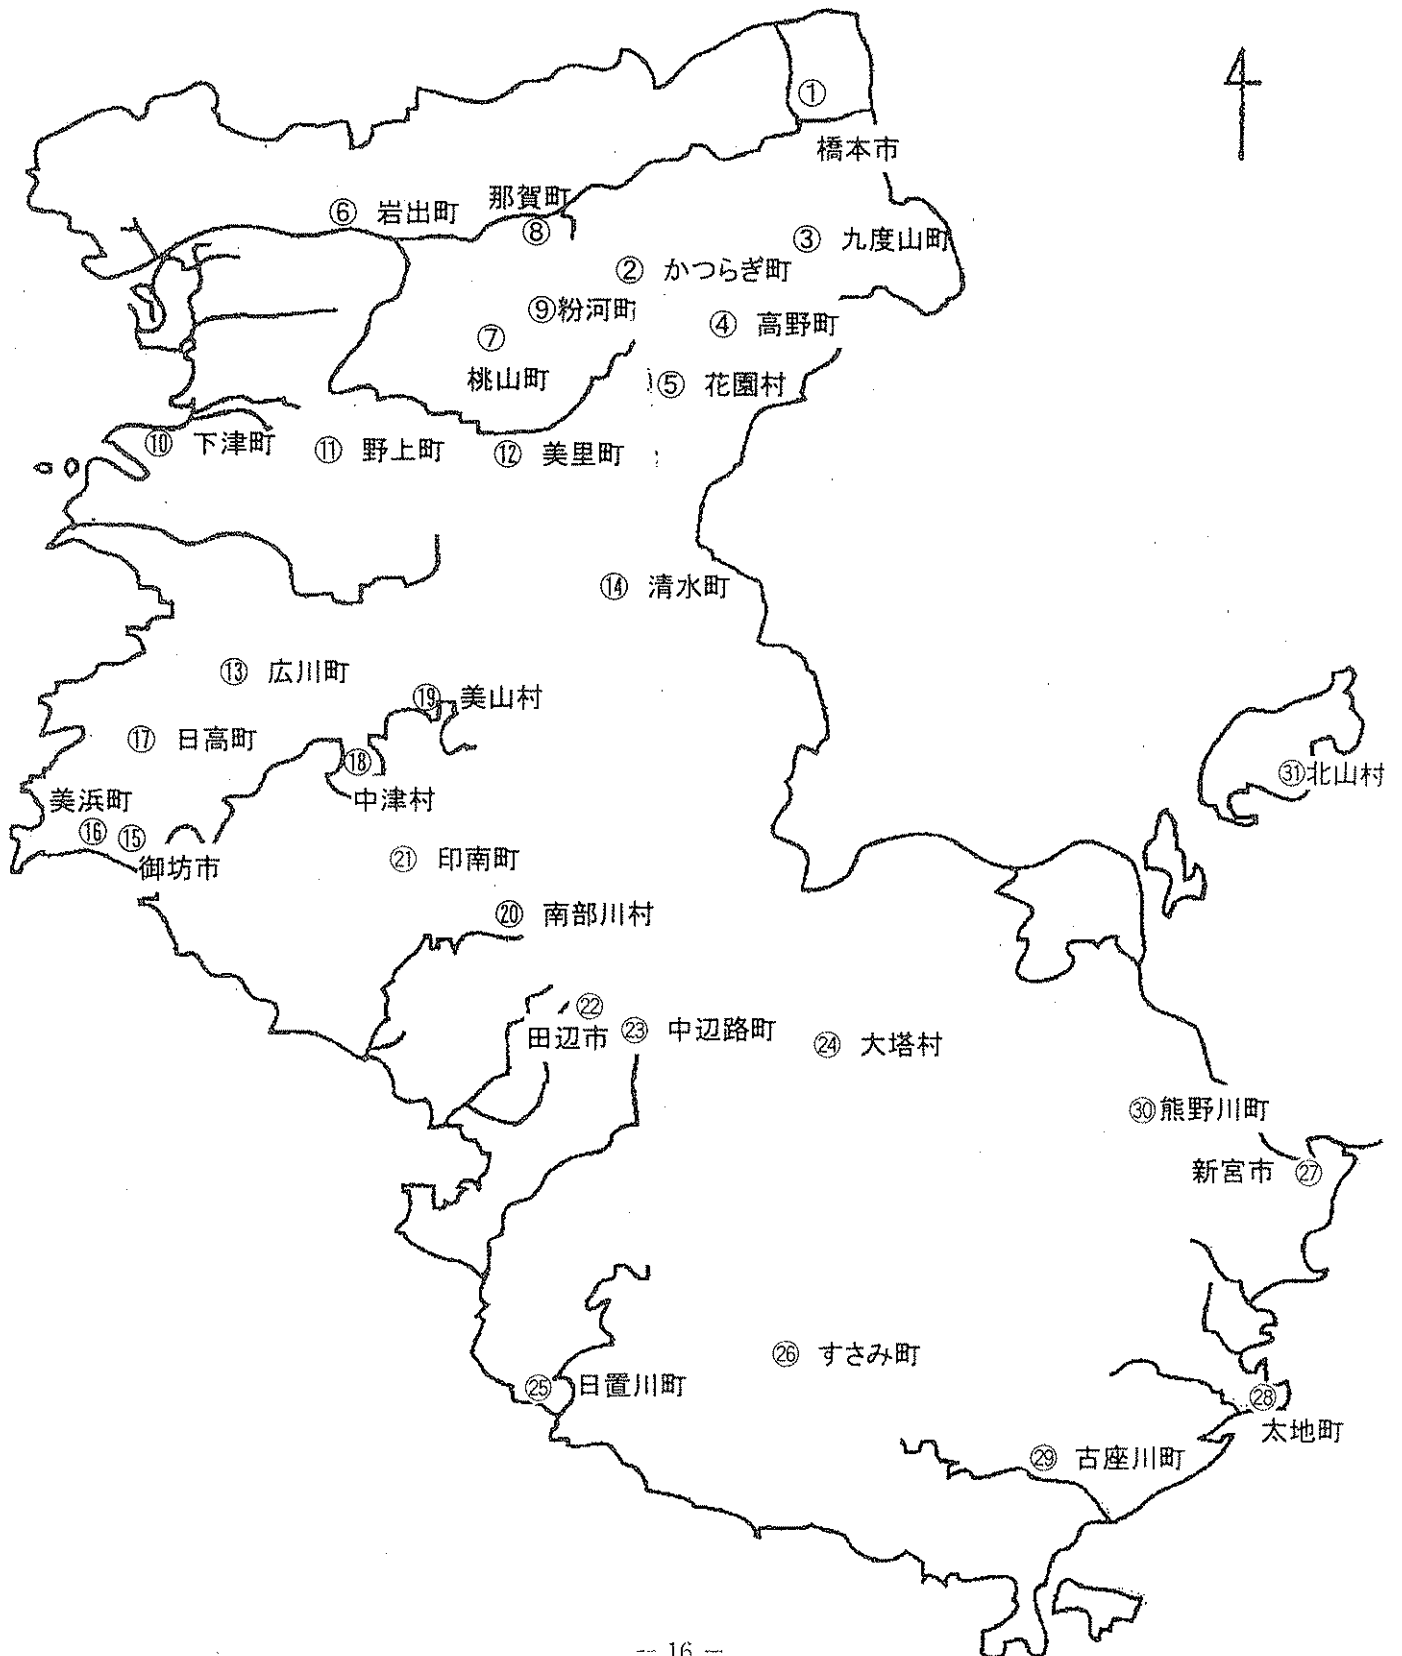 ①
橋本市
⑥ 岩出町
那賀町
⑧
③ 九度山町
② かつらぎ町
⑨粉河町
④ 高野町
⑦
桃山町
⑤ 花園村
⑩ 下津町
⑪ 野上町
⑫ 美里町
⑭ 清水町
⑬ 広川町
⑲ 美山村
⑰ 日高町
⑱
中津村
㉛北山村
美浜町
⑯ ⑮
御坊市
㉑ 印南町
⑳ 南部川村
㉒
田辺市
㉓ 中辺路町
㉔ 大塔村
㉚熊野川町
新宮市 ㉗
㉖ すさみ町
㉕ 日置川町
㉘
太地町
㉙ 古座川町
— 16 —